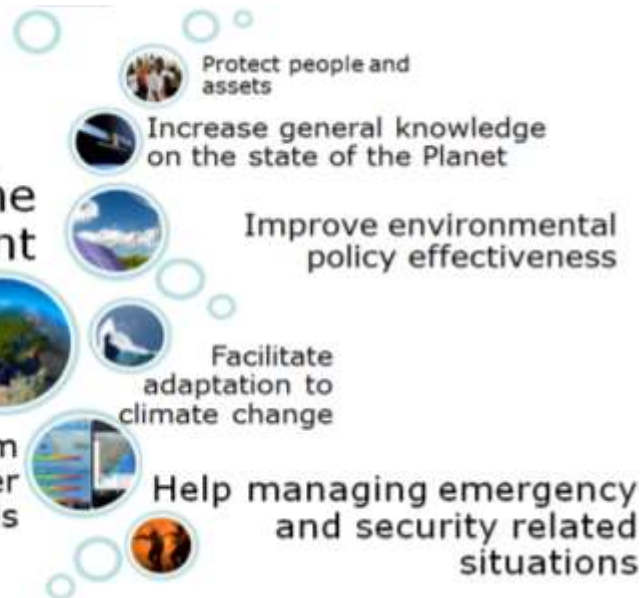 Protect people and
assets
Increase general knowledge
on the state of the Planet
Improve environmental
policy effectiveness
Facilitate
adaptation to
climate change
Help managing emergency
and security related
situations